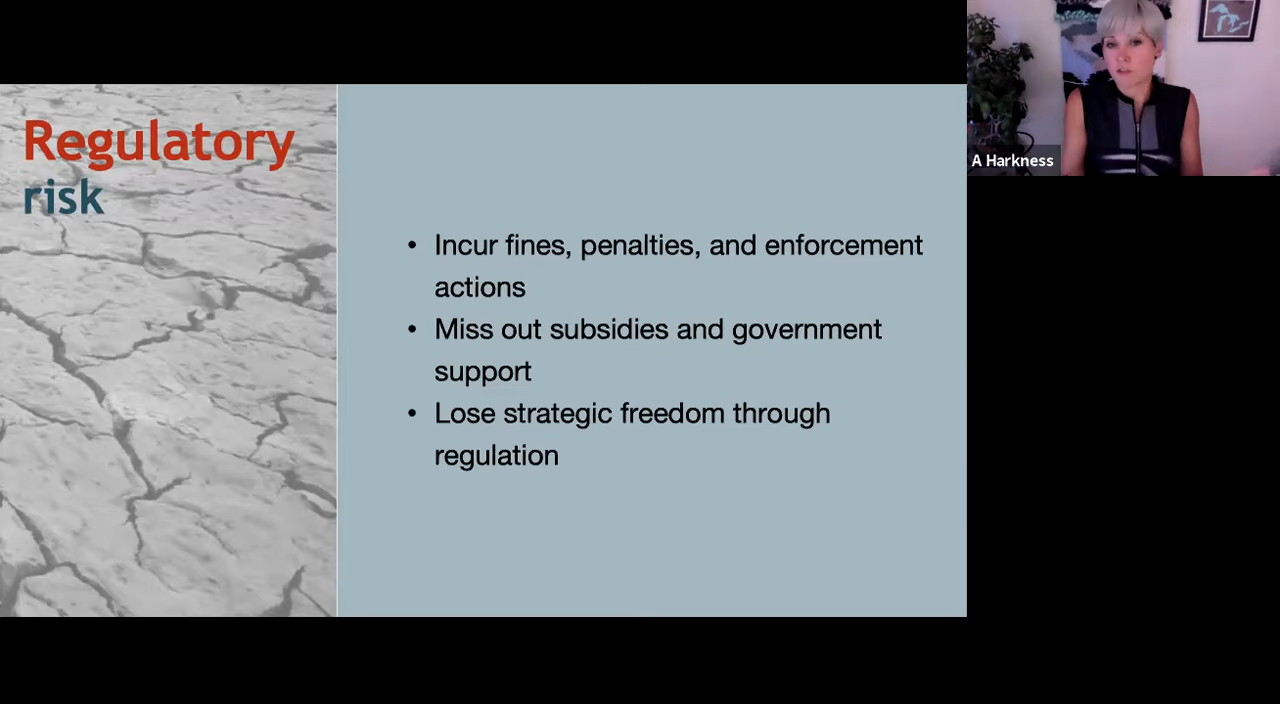 Regulatory
risk
• Incur fines, penalties, and enforcement
actions
• Miss out subsidies and government
support
• Lose strategic freedom through
regulation
A Harkness